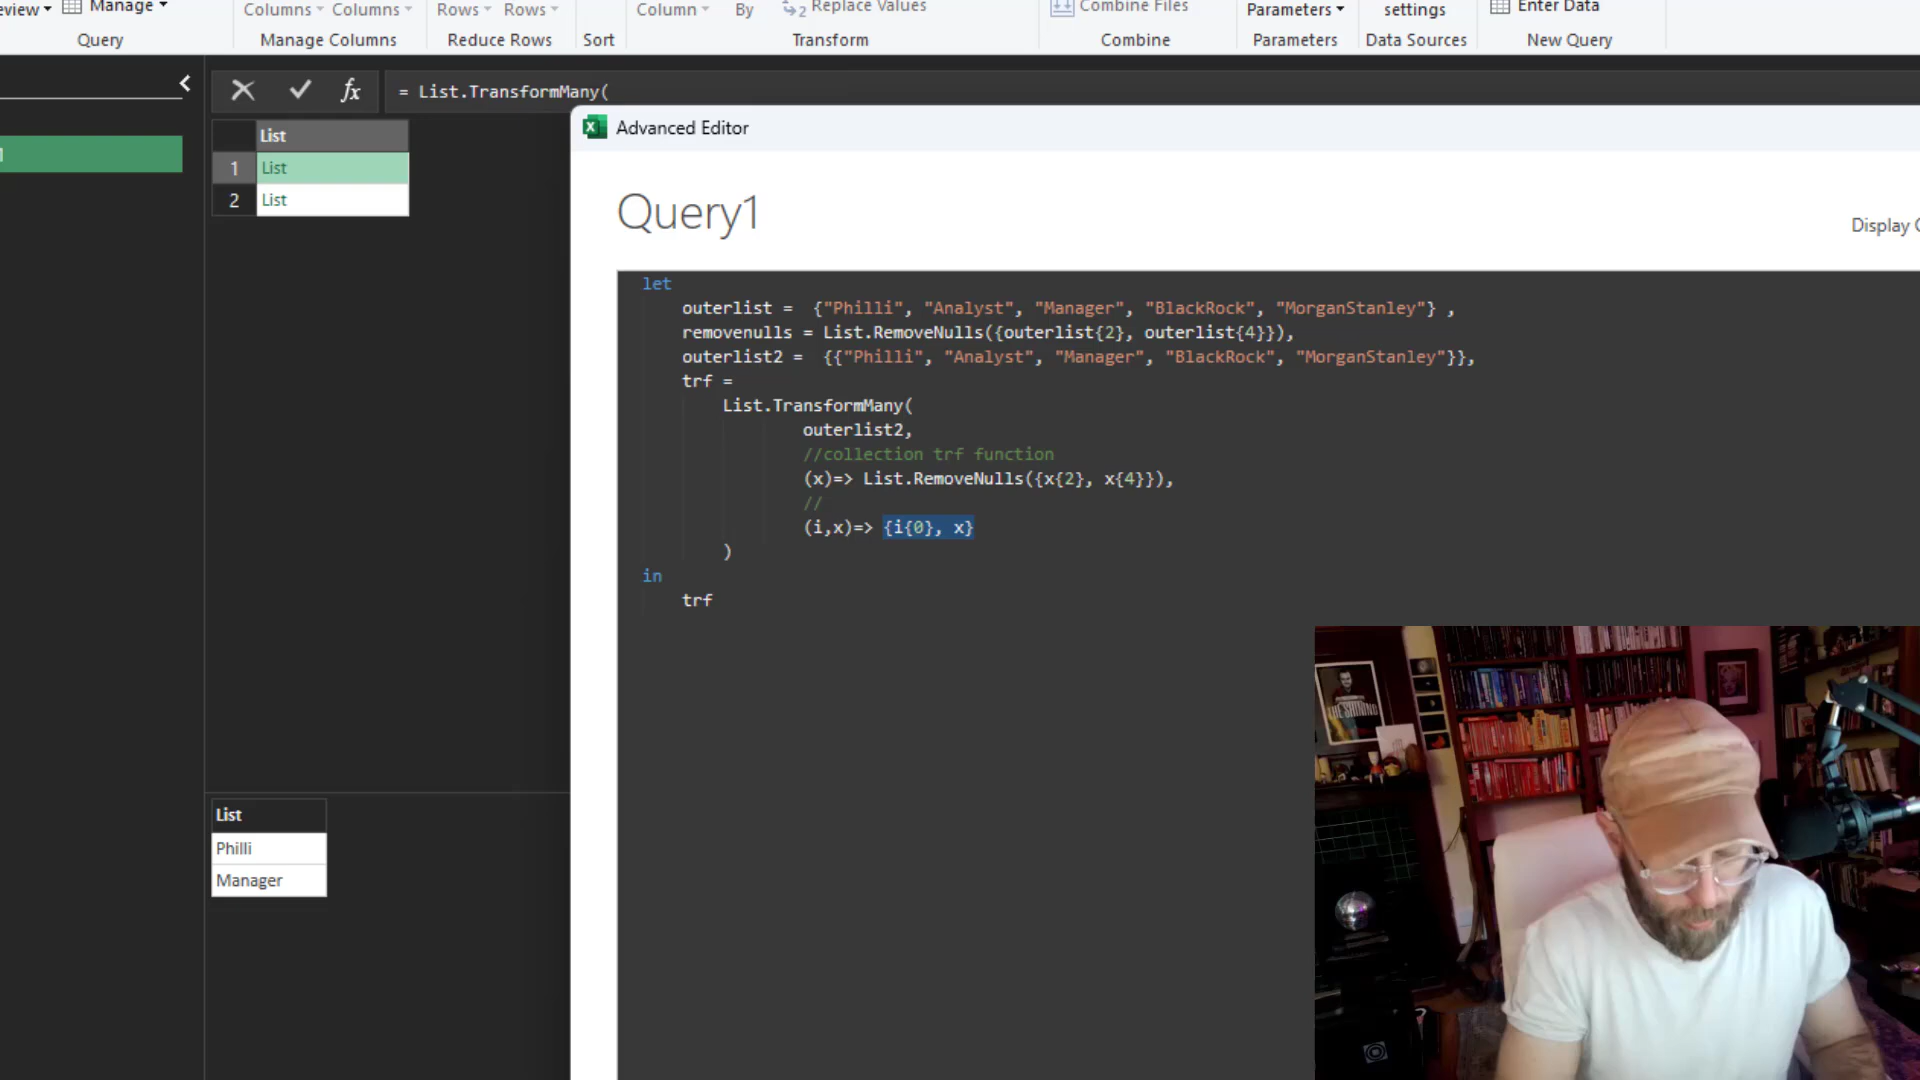 Manage
Columns Columns
Rows Rows
Column By Replace Values
Combine Files
Parameters
settings
Enter Data
Query
Manage Columns
Reduce Rows
Sort
Transform
Combine
Parameters
Data Sources
New Query
fx = List.TransformMany(
List
1 List
2 List
Advanced Editor
Query1
Display
let
outerlist = {"Philli", "Analyst", "Manager", "BlackRock", "MorganStanley"} ,
removenulls = List.RemoveNulls({outerlist{2}, outerlist{4}}),
outerlist2 = {{"Philli", "Analyst", "Manager", "BlackRock", "MorganStanley"}},
trf =
List.TransformMany(
outerlist2,
//collection trf function
(x)=> List.RemoveNulls({x{2}, x{4}}),
//
(i,x)=> {i{0}, x}
)
in
trf
List
Philli
Manager
THE SHINING